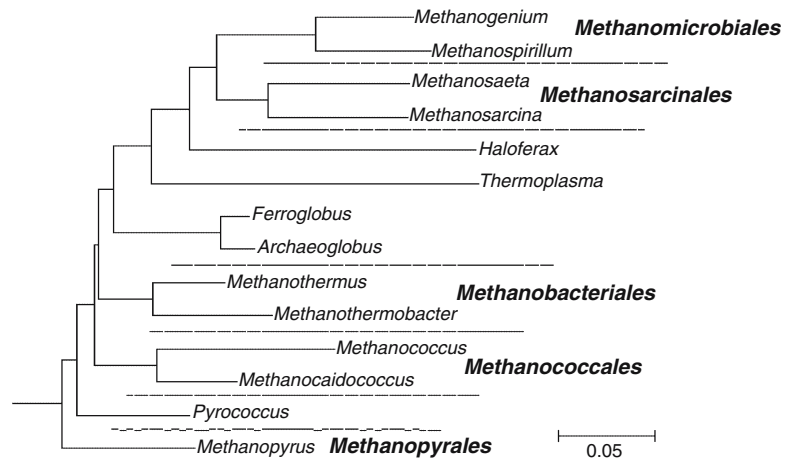 Methanogenium
Methanomicrobiales
Methanospirillum
Methanosaeta
Methanosarcinales
Methanosarcina
Haloferax
Thermoplasma
Ferroglobus
Archaeoglobus
Methanothermus
Methanobacteriales
Methanothermobacter
Methanococcus
Methanococcales
Methanocaidococcus
Pyrococcus
Methanopyrus Methanopyrales
0.05